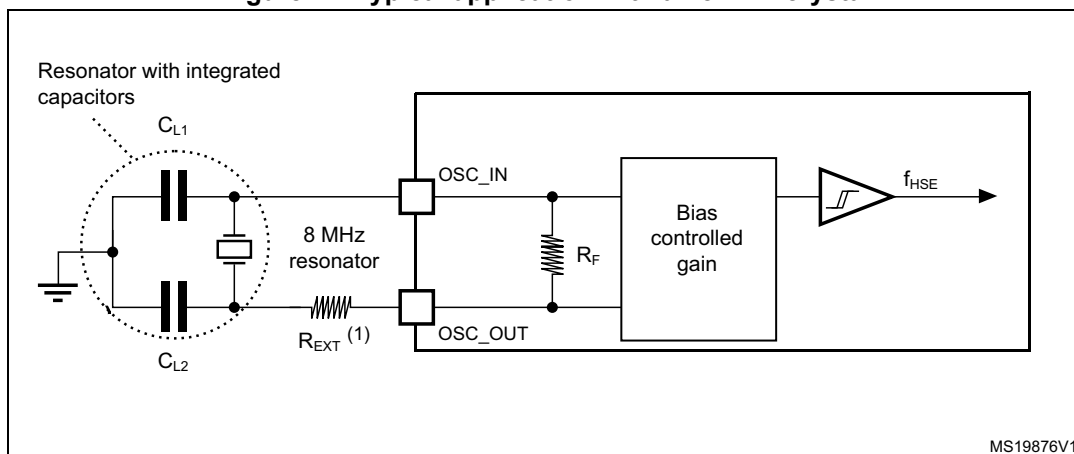 Resonator with integrated
capacitors
CL1
OSC_IN
fHSE
8 MHz
resonator
RF
Bias
controlled
gain
REXT (1)
OSC_OUT
CL2
MS19876V1